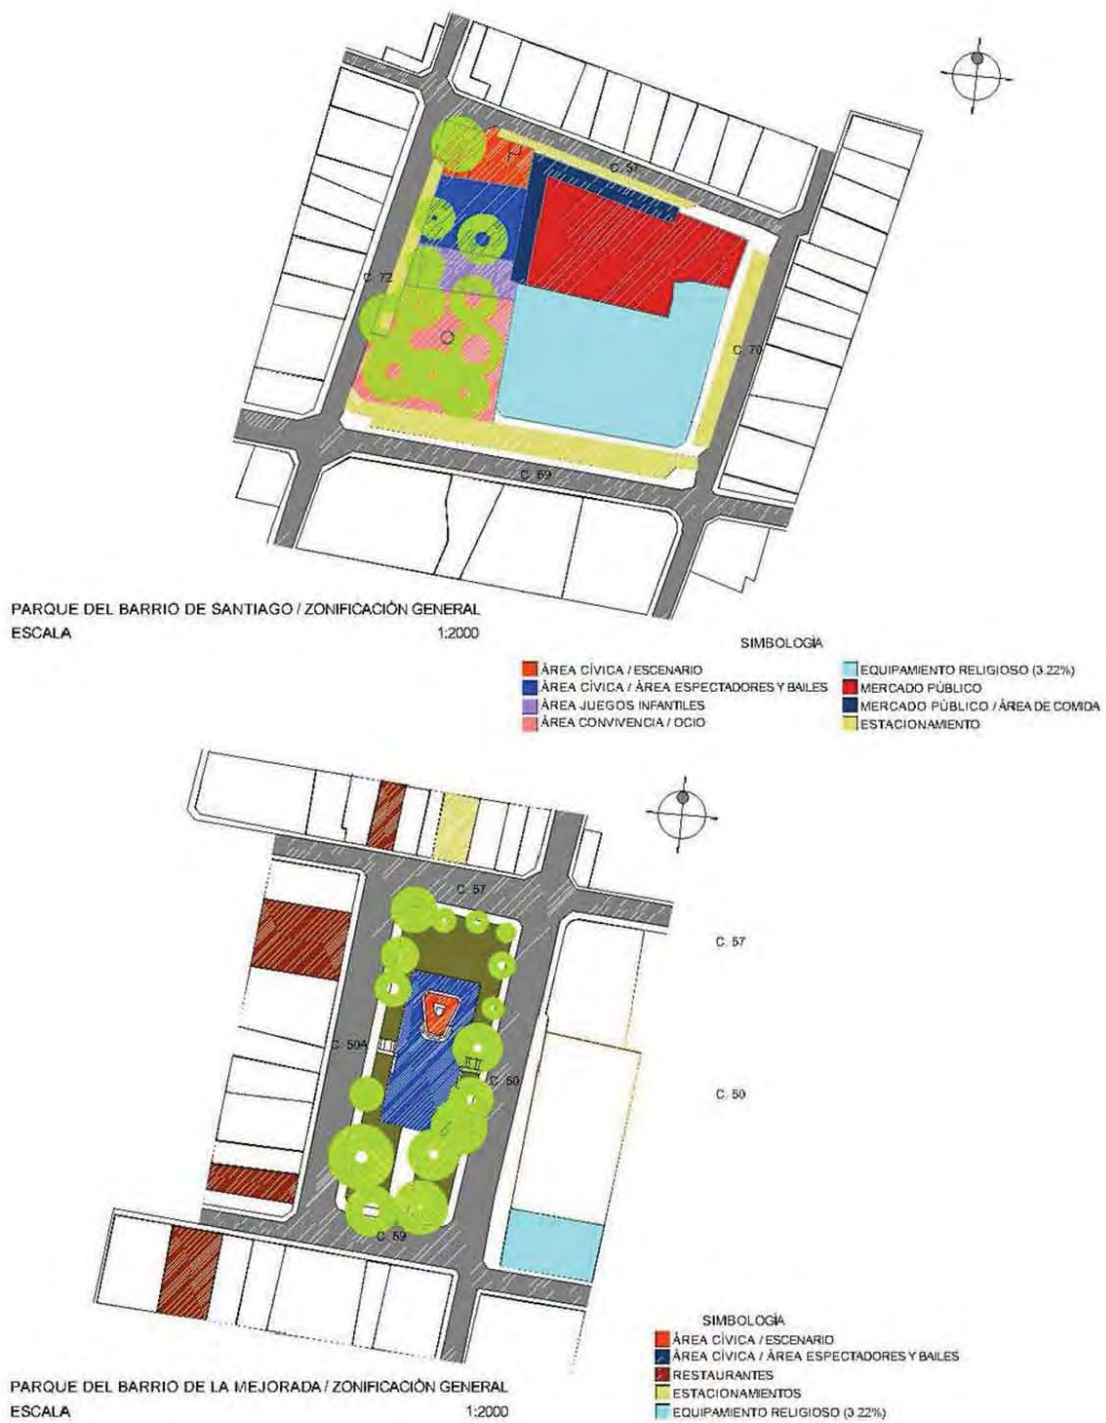 C. 57
C. 72
C. 70
C. 59
PARQUE DEL BARRIO DE SANTIAGO / ZONIFICACIÓN GENERAL
ESCALA 1:2000
SIMBOLOGÍA
ÁREA CÍVICA / ESCENARIO
ÁREA CÍVICA / ÁREA ESPECTADORES Y BAILES
ÁREA JUEGOS INFANTILES
ÁREA CONVIVENCIA / OCIO
EQUIPAMIENTO RELIGIOSO (3.22%)
MERCADO PÚBLICO
MERCADO PÚBLICO / ÁREA DE COMIDA
ESTACIONAMIENTO
C. 57
C. 57
C. 50A
C. 50
C. 50
C. 59
SIMBOLOGÍA
ÁREA CÍVICA / ESCENARIO
ÁREA CÍVICA / ÁREA ESPECTADORES Y BAILES
RESTAURANTES
ESTACIONAMIENTOS
EQUIPAMIENTO RELIGIOSO (3.22%)
PARQUE DEL BARRIO DE LA MEJORADA / ZONIFICACIÓN GENERAL
ESCALA 1:2000